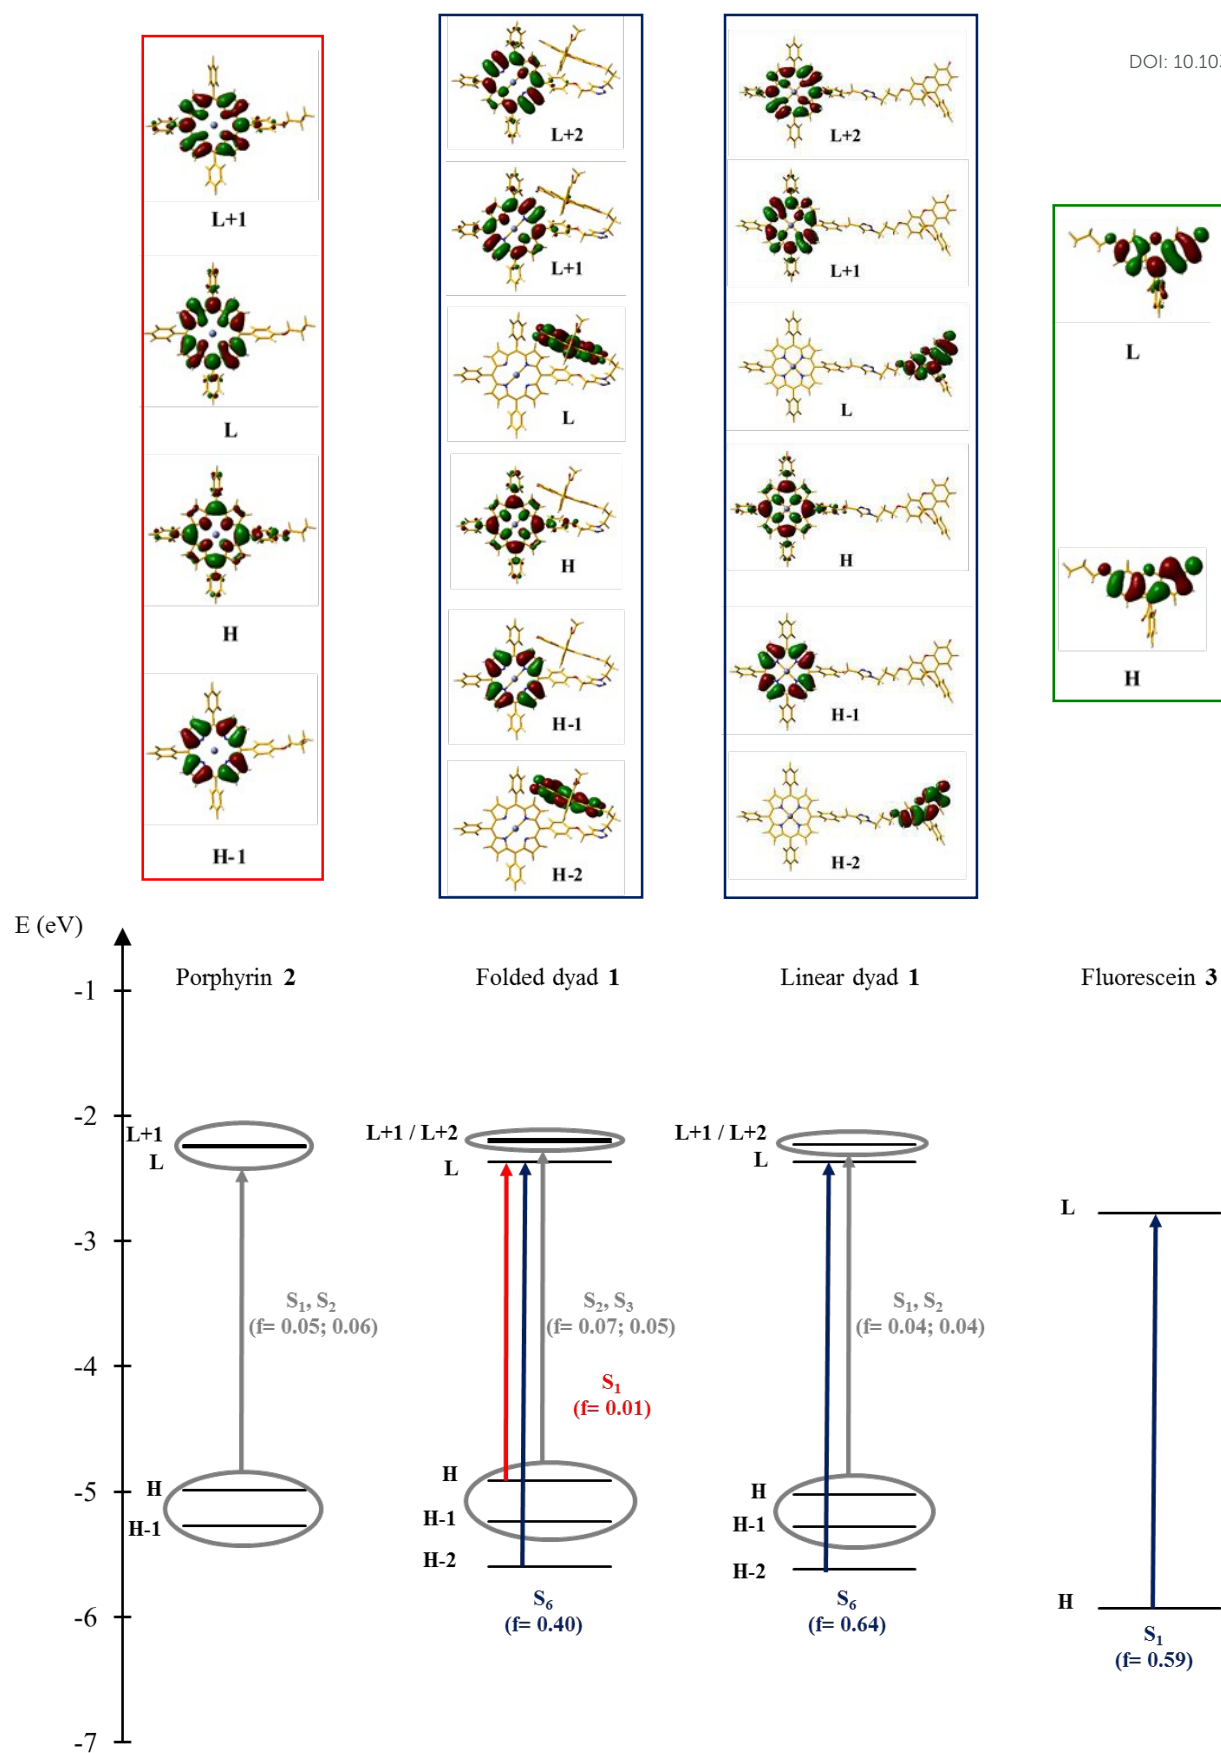 DOI: 10.103
L+1
L
H
H-1
L+2
L+1
L
H
H-1
H-2
L+2
L+1
L
H
H-1
H-2
L
H
E (eV)
-1
-2
-3
-4
-5
-6
-7
Porphyrin 2
L+1
L
S1, S2
(f= 0.05; 0.06)
H
H-1
Folded dyad 1
L+1 / L+2
L
S2, S3
(f= 0.07; 0.05)
S1
(f= 0.01)
H
H-1
H-2
S6
(f= 0.40)
Linear dyad 1
L+1 / L+2
L
S1, S2
(f= 0.04; 0.04)
H
H-1
H-2
S6
(f= 0.64)
Fluorescein 3
L
H
S1
(f= 0.59)